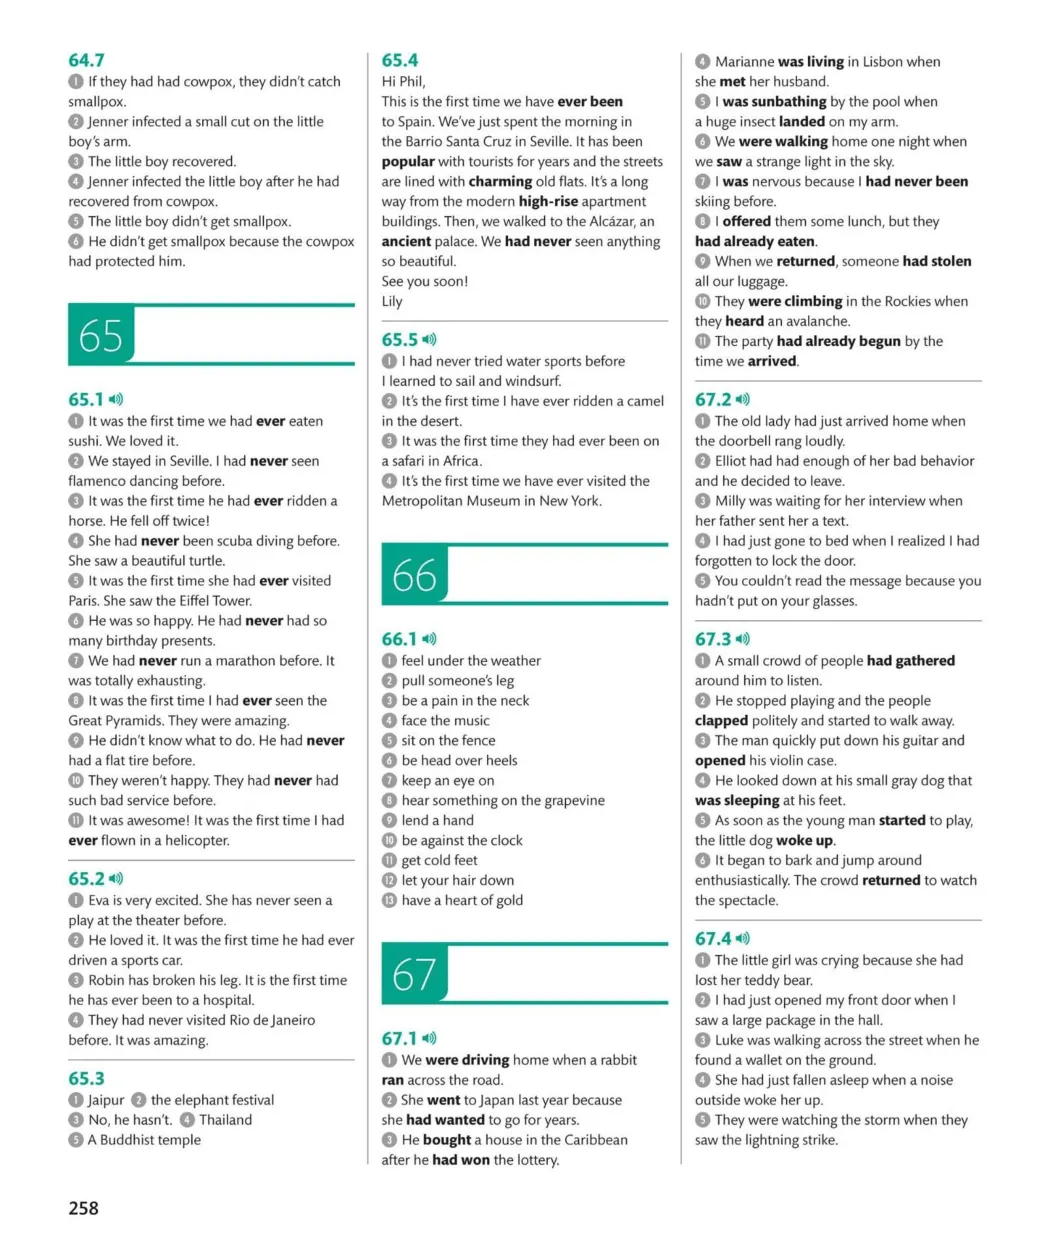 64.7
1 If they had had cowpox, they didn't catch
smallpox.
2 Jenner infected a small cut on the little
boy's arm.
3 The little boy recovered.
4 Jenner infected the little boy after he had
recovered from cowpox.
5 The little boy didn't get smallpox.
6 He didn't get smallpox because the cowpox
had protected him.
65
65.1
1 It was the first time we had ever eaten
sushi. We loved it.
2 We stayed in Seville. I had never seen
flamenco dancing before.
3 It was the first time he had ever ridden a
horse. He fell off twice!
4 She had never been scuba diving before.
She saw a beautiful turtle.
5 It was the first time she had ever visited
Paris. She saw the Eiffel Tower.
6 He was so happy. He had never had so
many birthday presents.
7 We had never run a marathon before. It
was totally exhausting.
8 It was the first time I had ever seen the
Great Pyramids. They were amazing.
9 He didn't know what to do. He had never
had a flat tire before.
10 They weren't happy. They had never had
such bad service before.
11 It was awesome! It was the first time I had
ever flown in a helicopter.
65.2
1 Eva is very excited. She has never seen a
play at the theater before.
2 He loved it. It was the first time he had ever
driven a sports car.
3 Robin has broken his leg. It is the first time
he has ever been to a hospital.
4 They had never visited Rio de Janeiro
before. It was amazing.
65.3
1 Jaipur 2 the elephant festival
3 No, he hasn't. 4 Thailand
5 A Buddhist temple
65.4
Hi Phil,
This is the first time we have ever been
to Spain. We've just spent the morning in
the Barrio Santa Cruz in Seville. It has been
popular with tourists for years and the streets
are lined with charming old flats. It's a long
way from the modern high-rise apartment
buildings. Then, we walked to the Alcázar, an
ancient palace. We had never seen anything
so beautiful.
See you soon!
Lily
65.5
1 I had never tried water sports before
I learned to sail and windsurf.
2 It's the first time I have ever ridden a camel
in the desert.
3 It was the first time they had ever been on
a safari in Africa.
4 It's the first time we have ever visited the
Metropolitan Museum in New York.
66
66.1
1 feel under the weather
2 pull someone's leg
3 be a pain in the neck
4 face the music
5 sit on the fence
6 be head over heels
7 keep an eye on
8 hear something on the grapevine
9 lend a hand
10 be against the clock
11 get cold feet
12 let your hair down
13 have a heart of gold
67
67.1
1 We were driving home when a rabbit
ran across the road.
2 She went to Japan last year because
she had wanted to go for years.
3 He bought a house in the Caribbean
after he had won the lottery.
4 Marianne was living in Lisbon when
she met her husband.
5 I was sunbathing by the pool when
a huge insect landed on my arm.
6 We were walking home one night when
we saw a strange light in the sky.
7 I was nervous because I had never been
skiing before.
8 I offered them some lunch, but they
had already eaten.
9 When we returned, someone had stolen
all our luggage.
10 They were climbing in the Rockies when
they heard an avalanche.
11 The party had already begun by the
time we arrived.
67.2
1 The old lady had just arrived home when
the doorbell rang loudly.
2 Elliot had had enough of her bad behavior
and he decided to leave.
3 Milly was waiting for her interview when
her father sent her a text.
4 I had just gone to bed when I realized I had
forgotten to lock the door.
5 You couldn't read the message because you
hadn't put on your glasses.
67.3
1 A small crowd of people had gathered
around him to listen.
2 He stopped playing and the people
clapped politely and started to walk away.
3 The man quickly put down his guitar and
opened his violin case.
4 He looked down at his small gray dog that
was sleeping at his feet.
5 As soon as the young man started to play,
the little dog woke up.
6 It began to bark and jump around
enthusiastically. The crowd returned to watch
the spectacle.
67.4
1 The little girl was crying because she had
lost her teddy bear.
2 I had just opened my front door when I
saw a large package in the hall.
3 Luke was walking across the street when he
found a wallet on the ground.
4 She had just fallen asleep when a noise
outside woke her up.
5 They were watching the storm when they
saw the lightning strike.
258